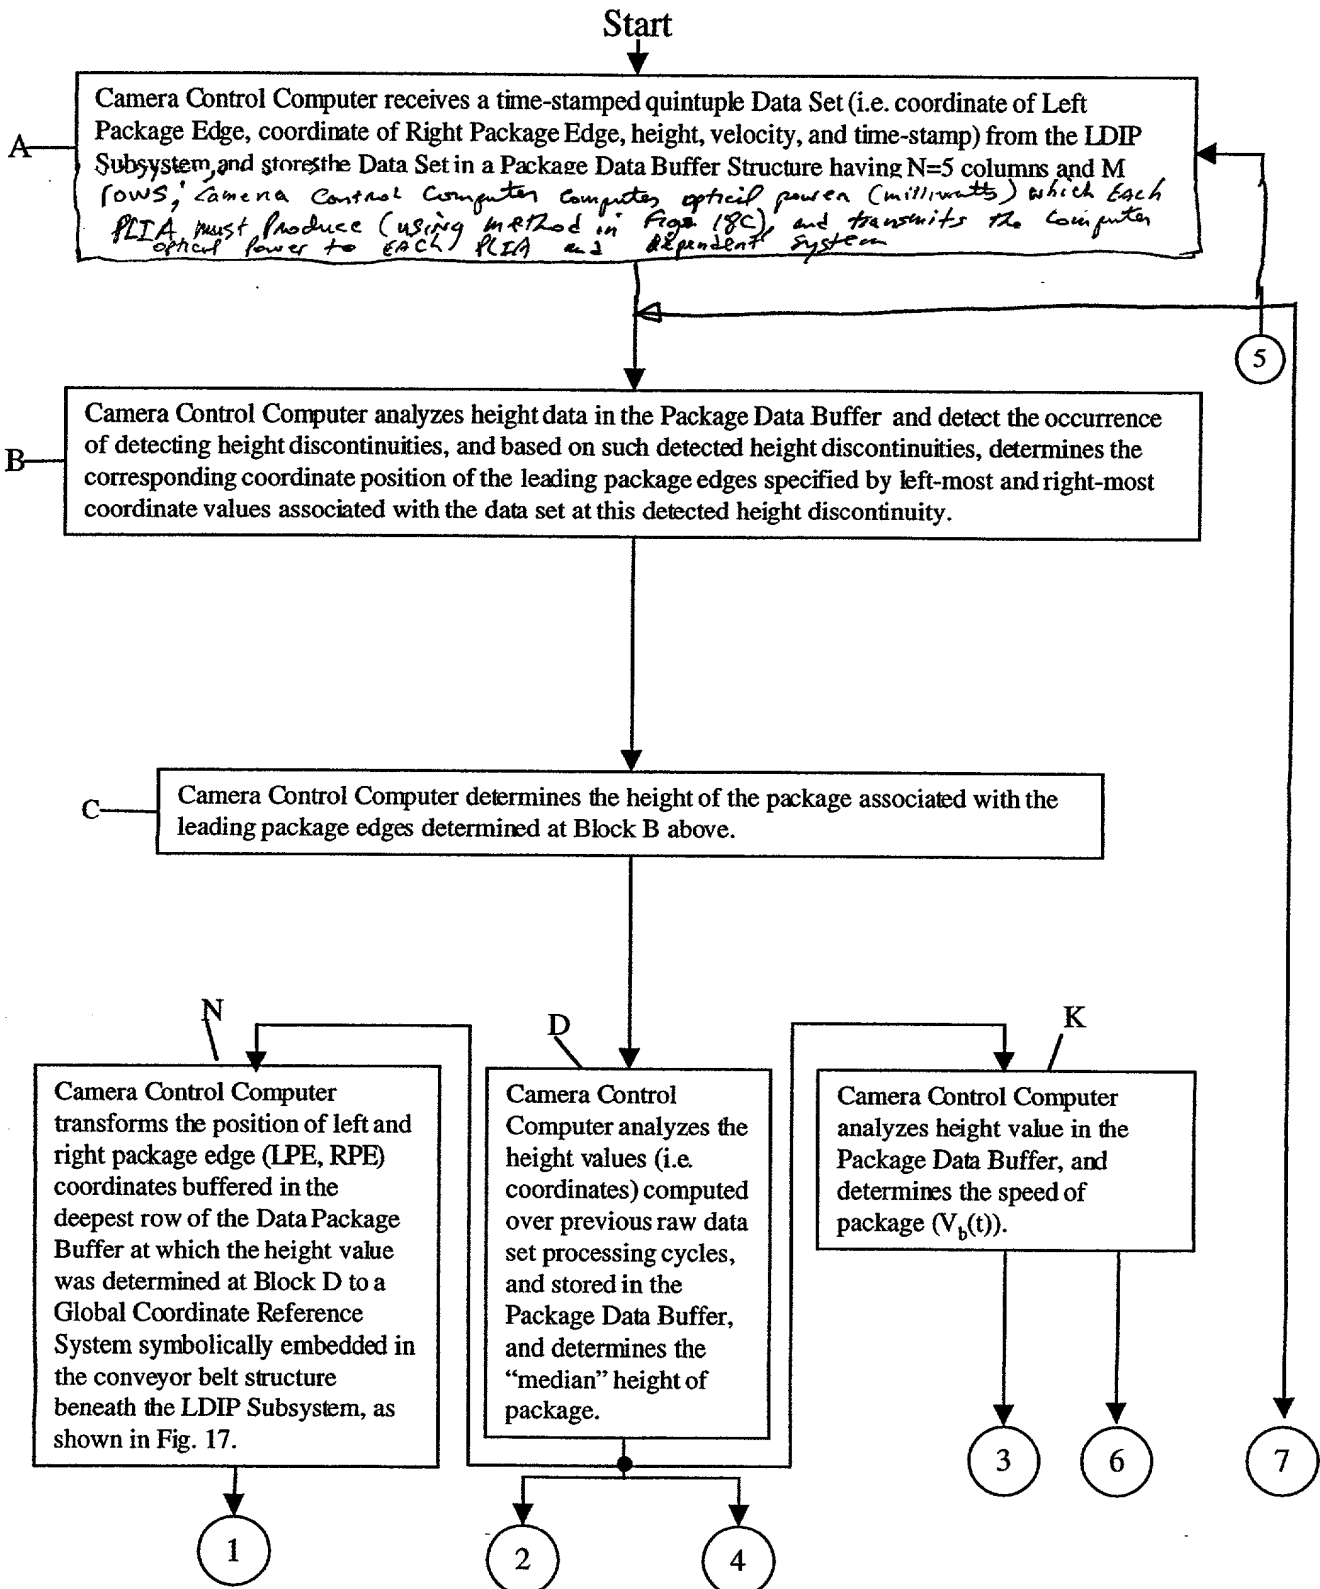 Start
A
Camera Control Computer receives a time-stamped quintuple Data Set (i.e. coordinate of Left
Package Edge, coordinate of Right Package Edge, height, velocity, and time-stamp) from the LDIP
Subsystem, and stores the Data Set in a Package Data Buffer Structure having N=5 columns and M
rows; Camera Control Computer computes optical power (milliwatts) which Each
PLIA must Produce (using method in Figs 18C), and transmits the computer
optical power to EACH PLIA and dependent system
5
B
Camera Control Computer analyzes height data in the Package Data Buffer and detect the occurrence
of detecting height discontinuities, and based on such detected height discontinuities, determines the
corresponding coordinate position of the leading package edges specified by left-most and right-most
coordinate values associated with the data set at this detected height discontinuity.
C
Camera Control Computer determines the height of the package associated with the
leading package edges determined at Block B above.
N
Camera Control Computer
transforms the position of left and
right package edge (LPE, RPE)
coordinates buffered in the
deepest row of the Data Package
Buffer at which the height value
was determined at Block D to a
Global Coordinate Reference
System symbolically embedded in
the conveyor belt structure
beneath the LDIP Subsystem, as
shown in Fig. 17.
D
Camera Control
Computer analyzes the
height values (i.e.
coordinates) computed
over previous raw data
set processing cycles,
and stored in the
Package Data Buffer,
and determines the
“median” height of
package.
K
Camera Control Computer
analyzes height value in the
Package Data Buffer, and
determines the speed of
package (V_b(t)).
3
6
7
1
2
4